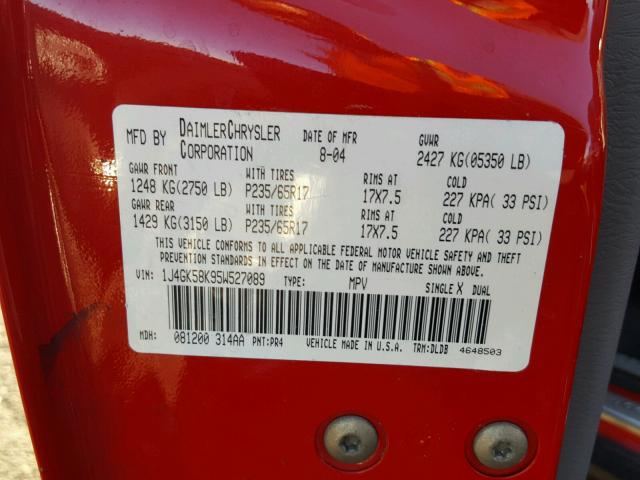 MFD BY DAIMLERCHRYSLER CORPORATION DATE OF MFR 8-04 GVWR 2427 KG(05350 LB)
GAWR FRONT WITH TIRES RIMS AT COLD
1248 KG(2750 LB) P235/65R17 17X7.5 227 KPA( 33 PSI)
GAWR REAR WITH TIRES RIMS AT COLD
1429 KG(3150 LB) P235/65R17 17X7.5 227 KPA( 33 PSI)
THIS VEHICLE CONFORMS TO ALL APPLICABLE FEDERAL MOTOR VEHICLE SAFETY AND THEFT
PREVENTION STANDARDS IN EFFECT ON THE DATE OF MANUFACTURE SHOWN ABOVE.
VIN: 1J4GK58K95W527089 TYPE: MPV SINGLE X DUAL
MDH: 081200 314AA PNT:PR4 VEHICLE MADE IN U.S.A. TRM:DLDB 4648503